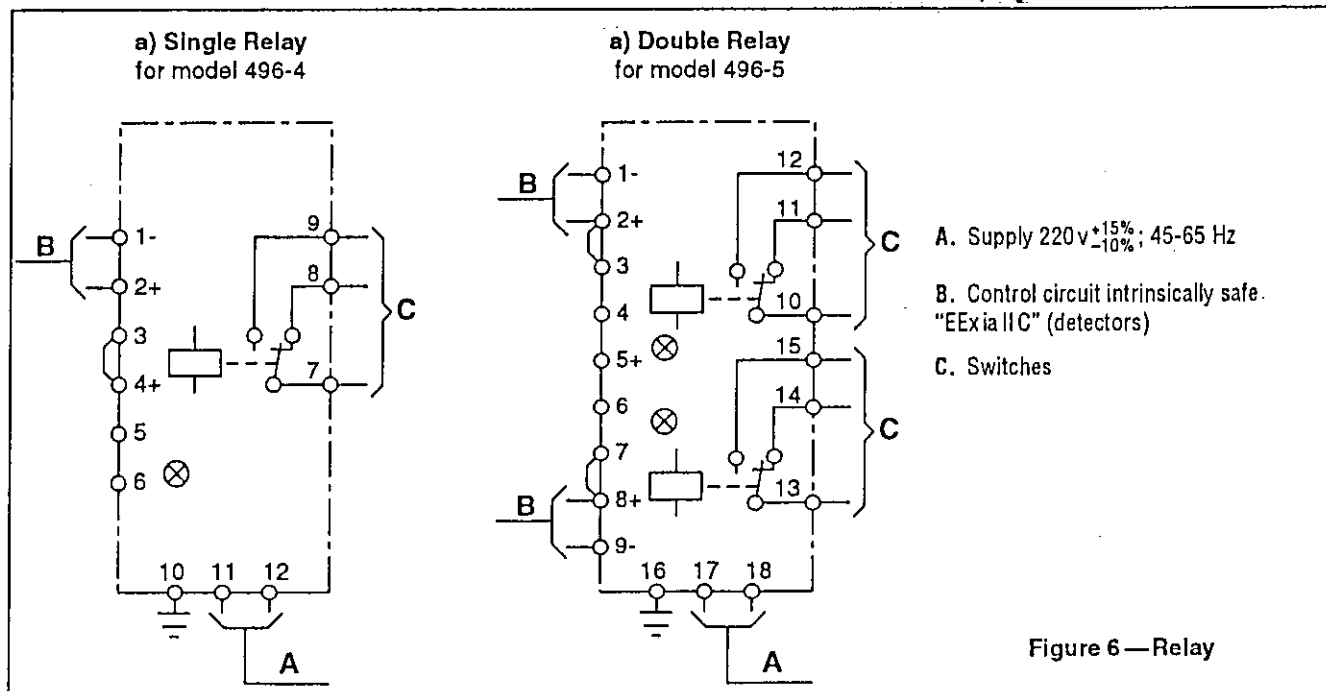 a) Single Relay
for model 496-4
B
1-
2+
3
4+
5
6
9
8
7
C
10 11 12
A
a) Double Relay
for model 496-5
B
1-
2+
3
4
5+
6
7
8+
9-
B
12
11
10
C
15
14
13
C
16 17 18
A
A. Supply 220 v +15% -10%; 45-65 Hz
B. Control circuit intrinsically safe.
"EEx ia IIC" (detectors)
C. Switches
Figure 6—Relay